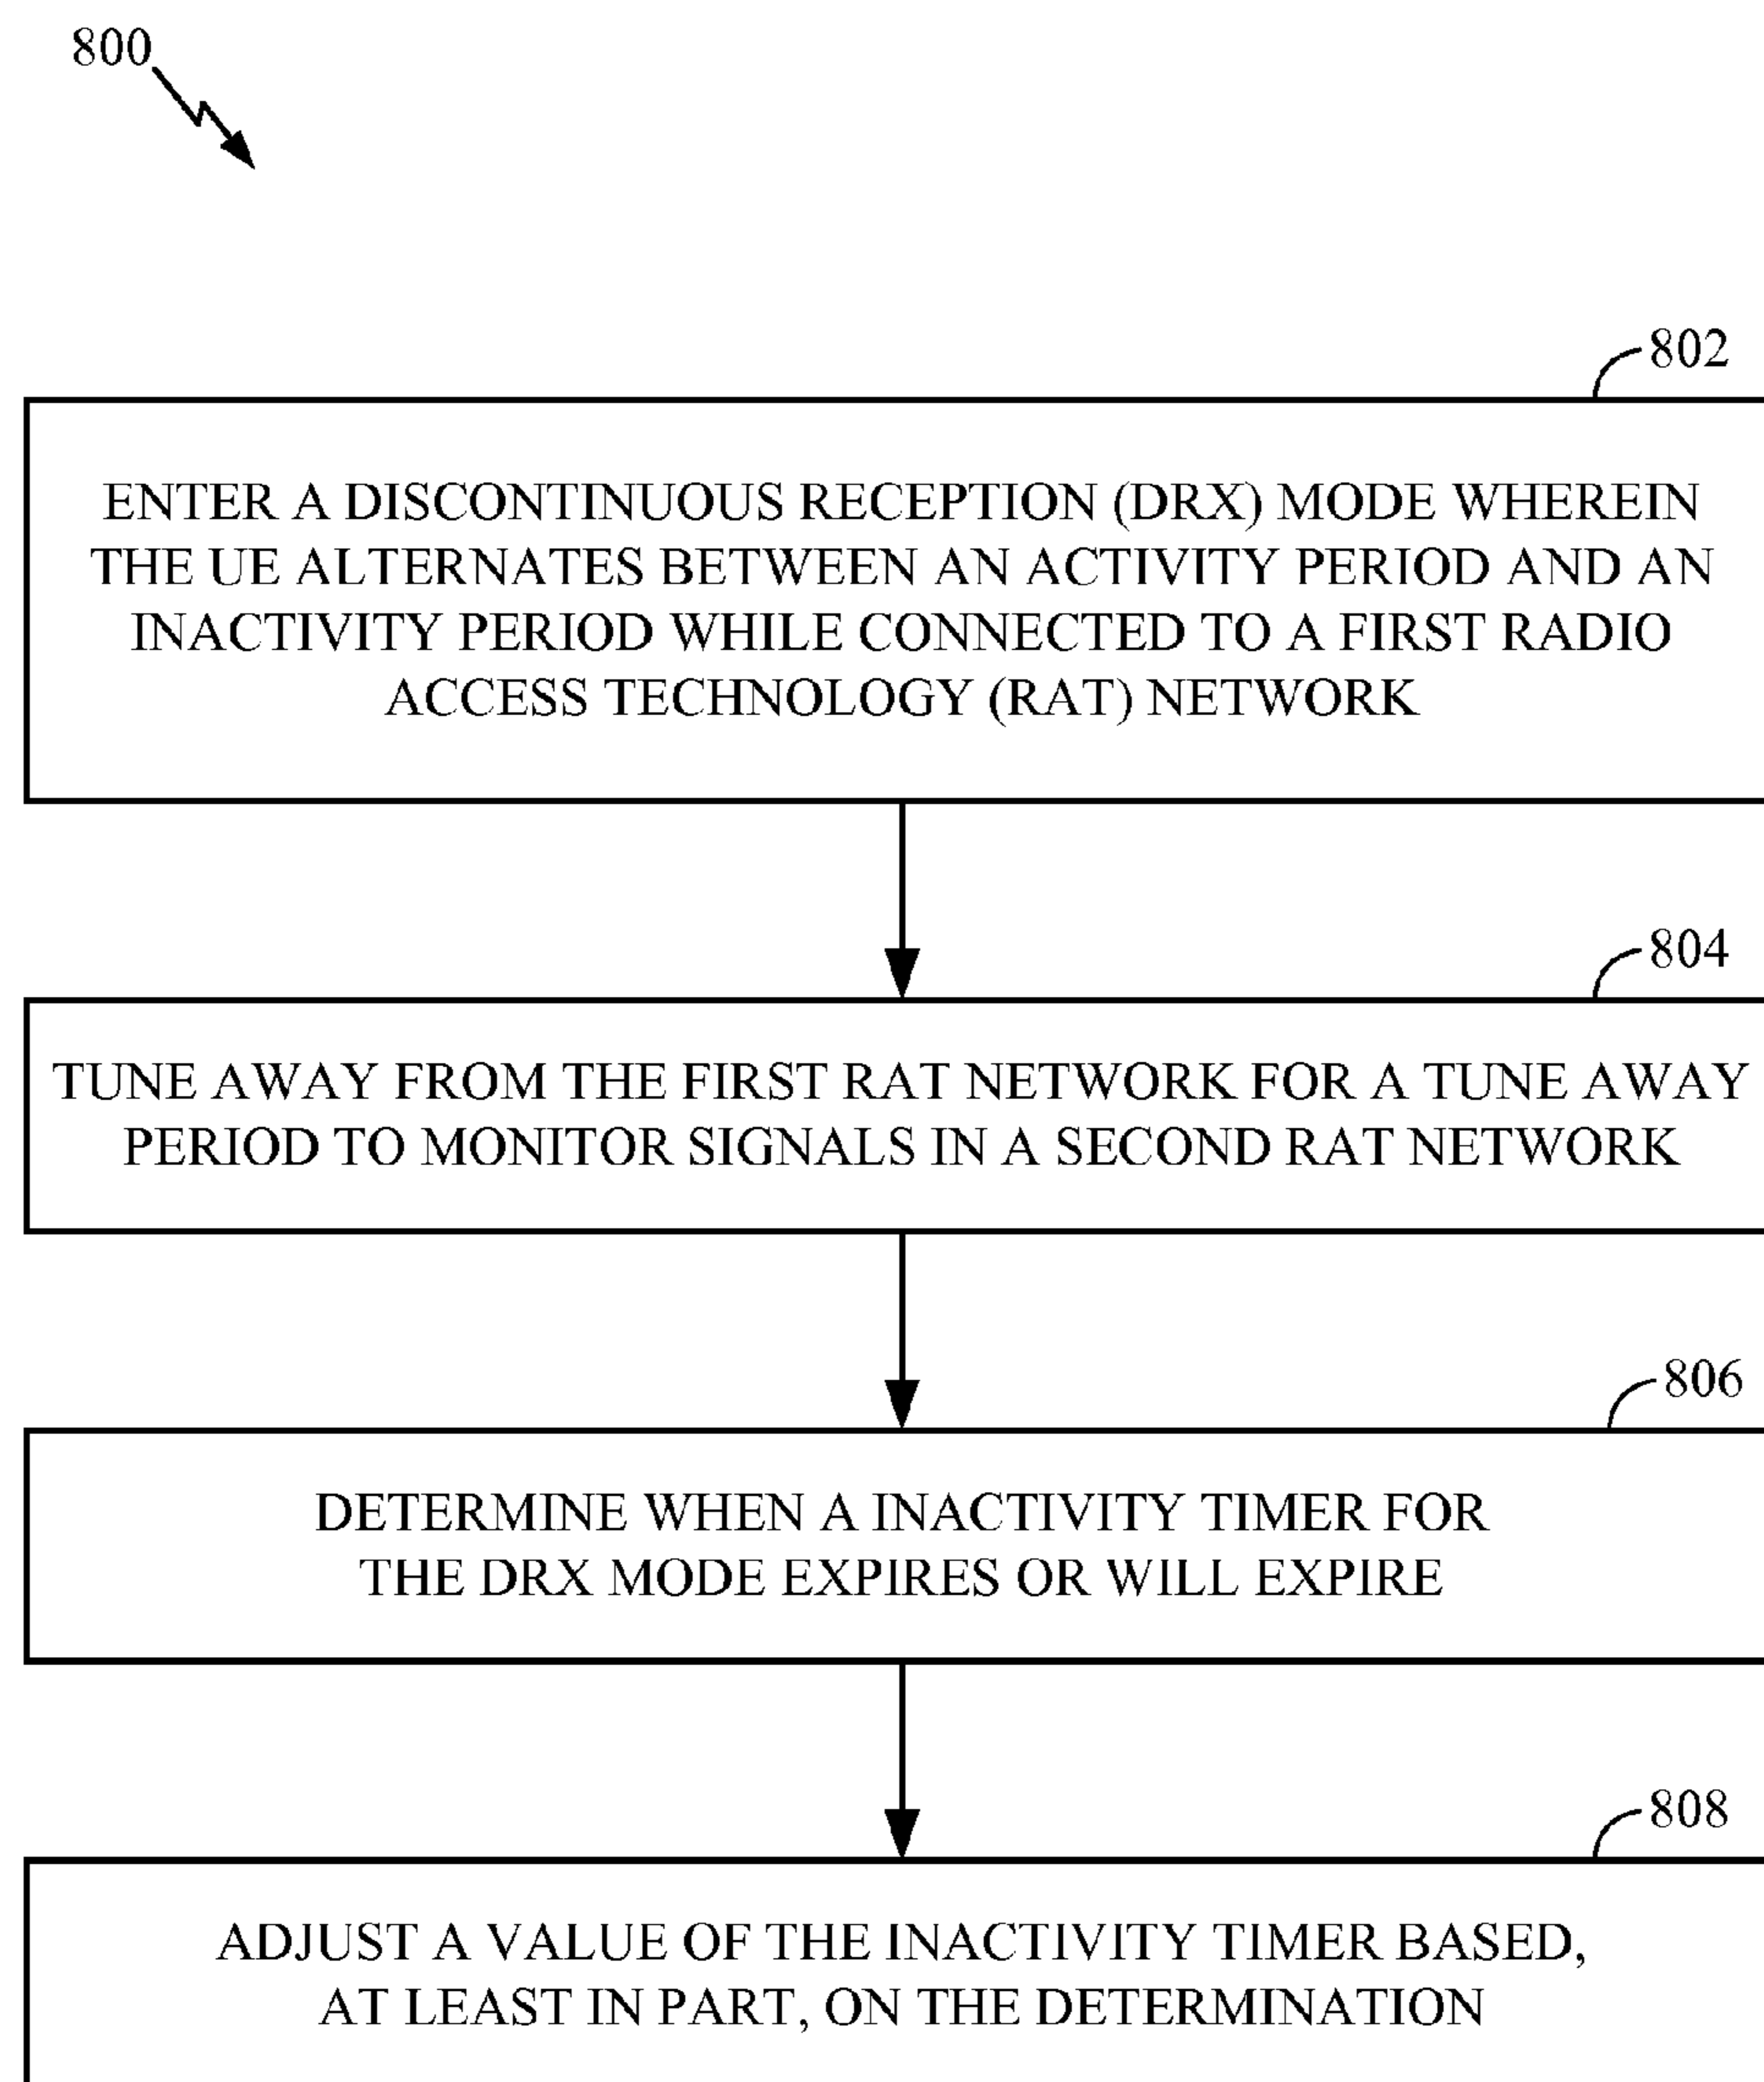 800
802
ENTER A DISCONTINUOUS RECEPTION (DRX) MODE WHEREIN
THE UE ALTERNATES BETWEEN AN ACTIVITY PERIOD AND AN
INACTIVITY PERIOD WHILE CONNECTED TO A FIRST RADIO
ACCESS TECHNOLOGY (RAT) NETWORK
804
TUNE AWAY FROM THE FIRST RAT NETWORK FOR A TUNE AWAY
PERIOD TO MONITOR SIGNALS IN A SECOND RAT NETWORK
806
DETERMINE WHEN A INACTIVITY TIMER FOR
THE DRX MODE EXPIRES OR WILL EXPIRE
808
ADJUST A VALUE OF THE INACTIVITY TIMER BASED,
AT LEAST IN PART, ON THE DETERMINATION